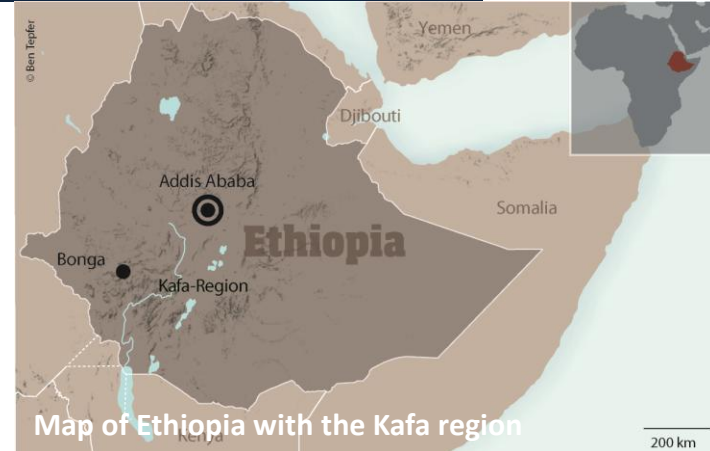 © Ben Tepfer
Yemen
Djibouti
Addis Ababa
Somalia
Ethiopia
Bonga
Kafa-Region
Map of Ethiopia with the Kafa region
Kenya
200 km